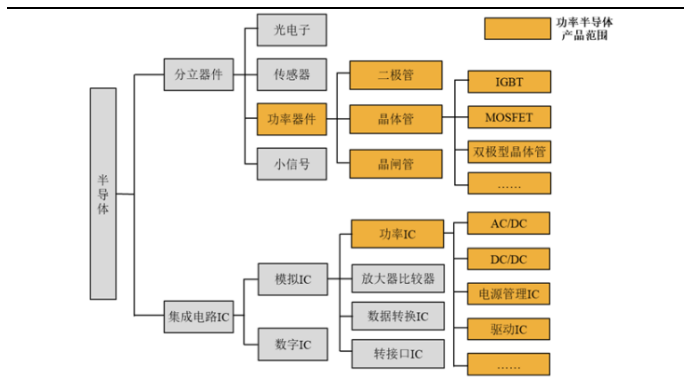 功率半导体
产品范围
半导体
分立器件
光电子
传感器
功率器件
小信号
二极管
晶体管
晶闸管
IGBT
MOSFET
双极型晶体管
……
集成电路IC
模拟IC
数字IC
功率IC
放大器比较器
数据转换IC
转接口IC
AC/DC
DC/DC
电源管理IC
驱动IC
……